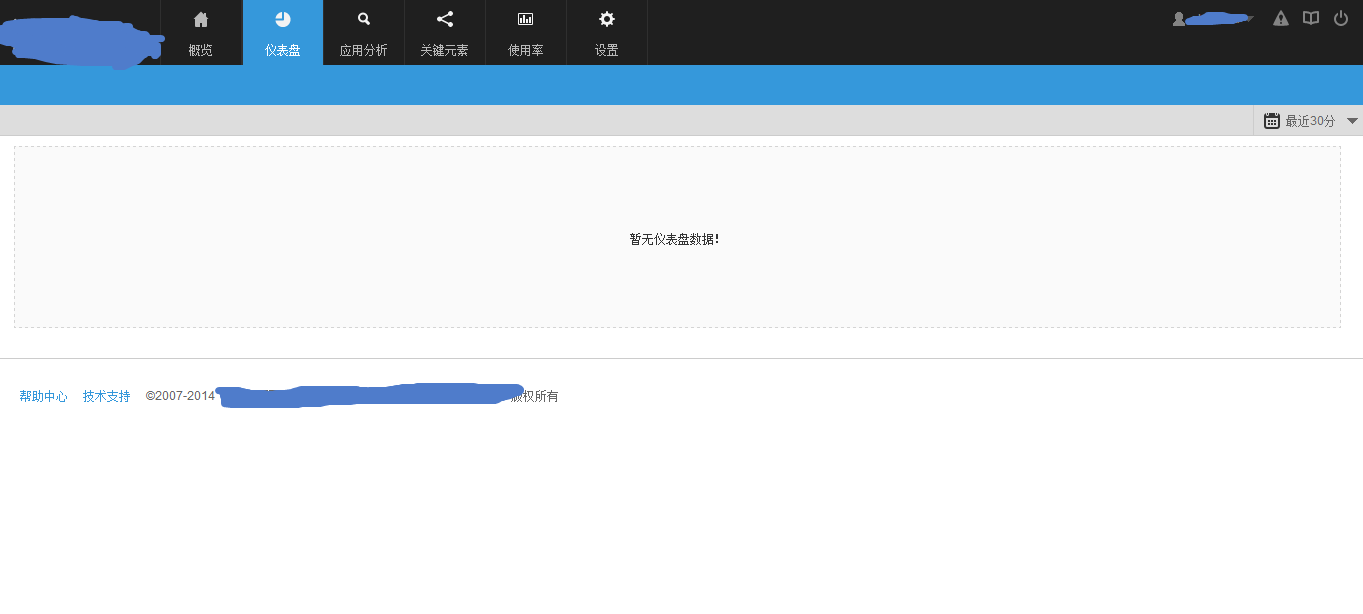 概览
仪表盘
应用分析
关键元素
使用率
设置
最近30分
暂无仪表盘数据!
帮助中心 技术支持 ©2007-2014 版权所有